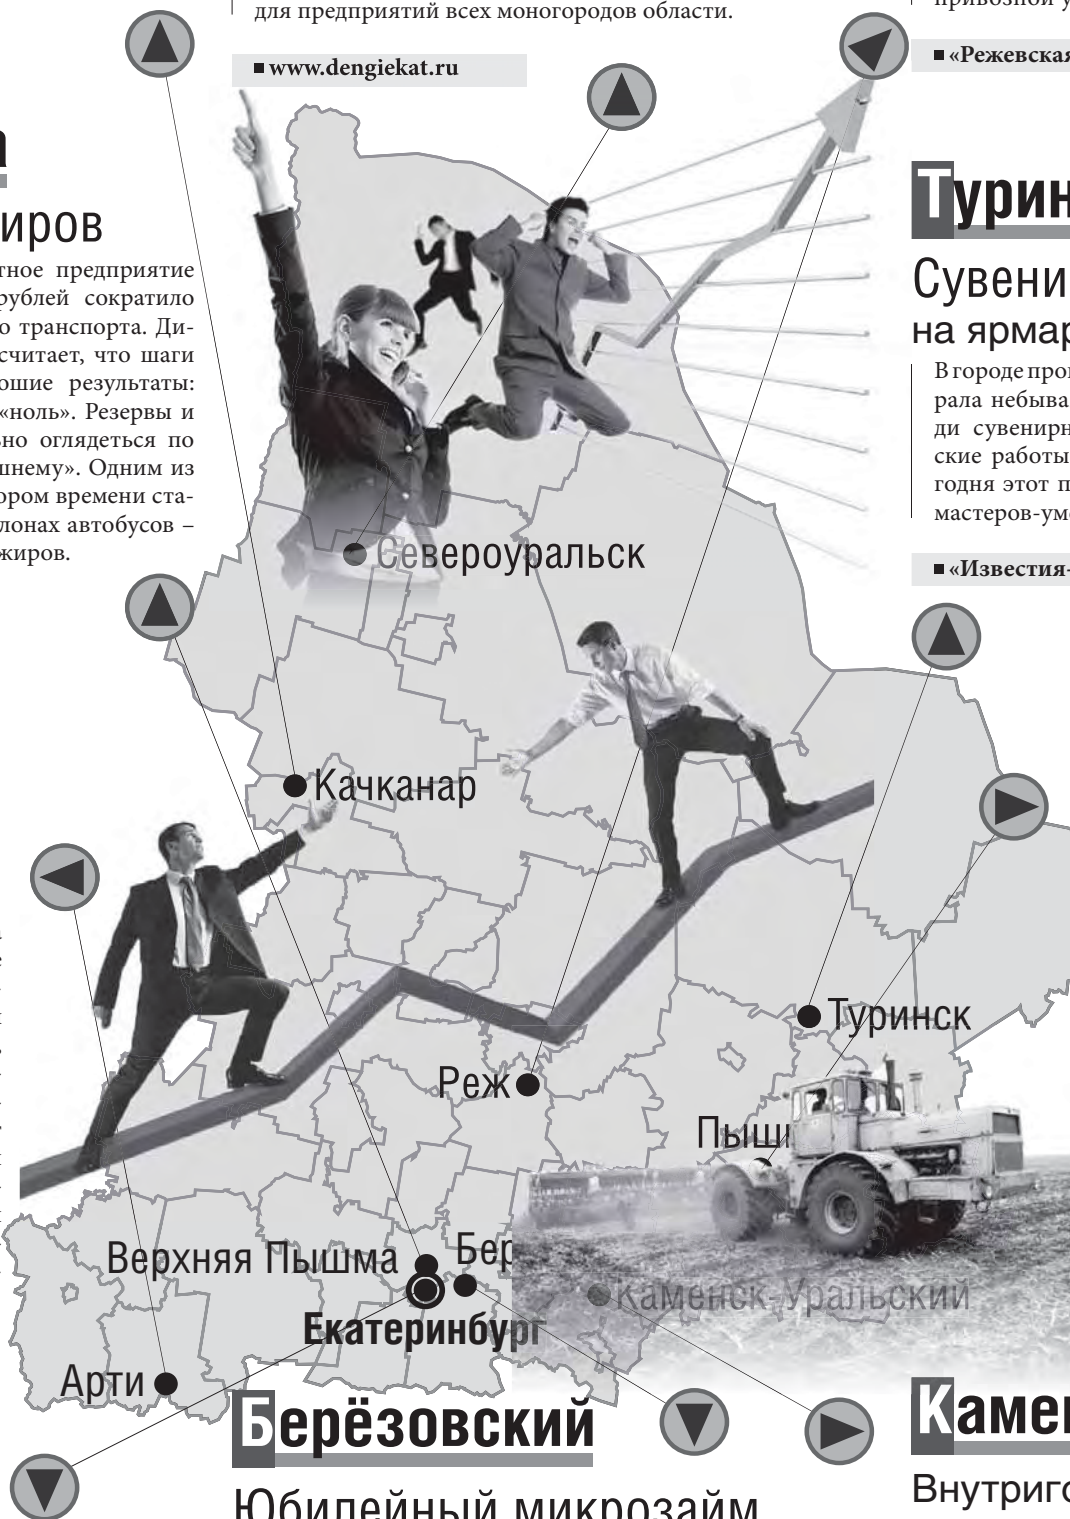 для предприятий всех моногородов области.
www.dengiekat.ru
«Режевская
а
иров
тное предприятие
рублей сократило
о транспорта. Ди-
считает, что шаги
ошие результаты:
«ноль». Резервы и
ьно оглядеться по
шнему». Одним из
ором времени ста-
лонах автобусов –
жиров.
Турин
Сувени
на ярмар
В городе про
рала небыва
ди сувенирн
ские работы
годня этот п
мастеров-ум
«Известия-
Североуральск
Качканар
Туринск
Реж
Пыш
Верхняя Пышма
Бер
Екатеринбург
Каменск-Уральский
Арти
Берёзовский
Юбилейный микрозайм
Камен
Внутриго